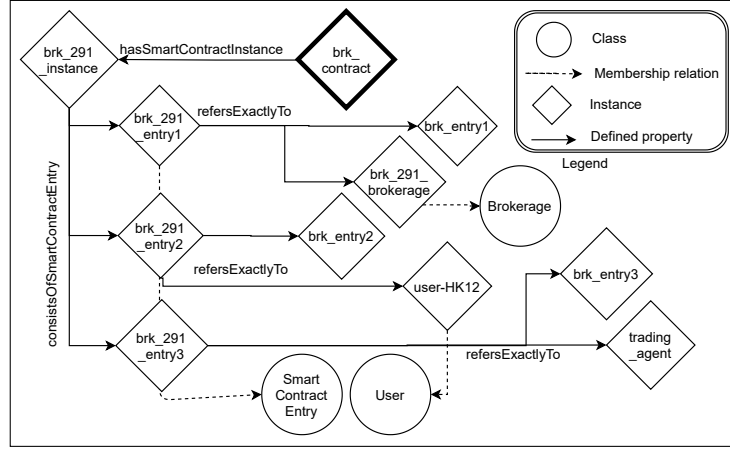 brk_291
_instance
hasSmartContractInstance
brk_
contract
Class
Membership relation
Instance
Defined property
Legend
consistsOfSmartContractEntry
brk_291
_entry1
refersExactlyTo
brk_entry1
brk_291_
brokerage
Brokerage
brk_291
_entry2
brk_entry2
refersExactlyTo
user-HK12
brk_entry3
brk_291
_entry3
refersExactlyTo
trading
_agent
Smart
Contract
Entry
User